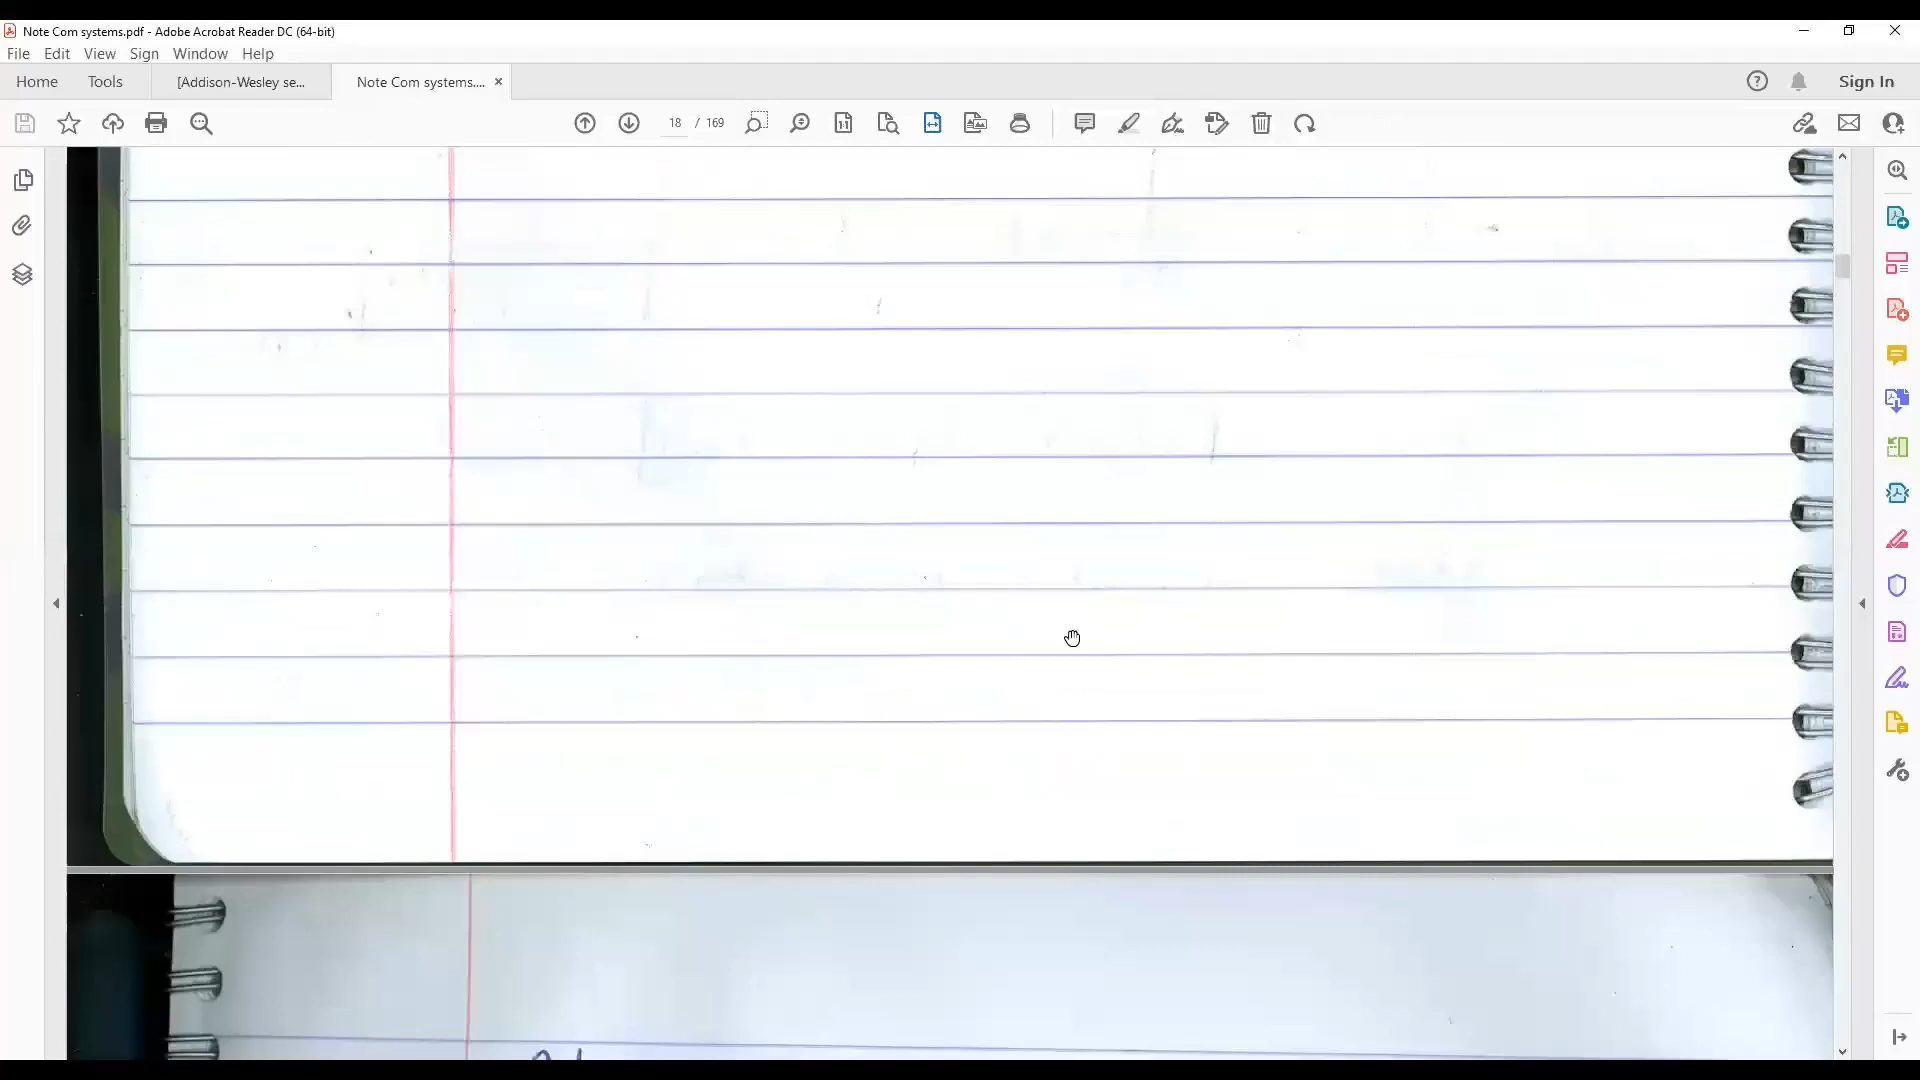 Note Com systems.pdf - Adobe Acrobat Reader DC (64-bit)
File Edit View Sign Window Help
Home Tools [Addison-Wesley se... Note Com systems.... Sign In
18 / 169